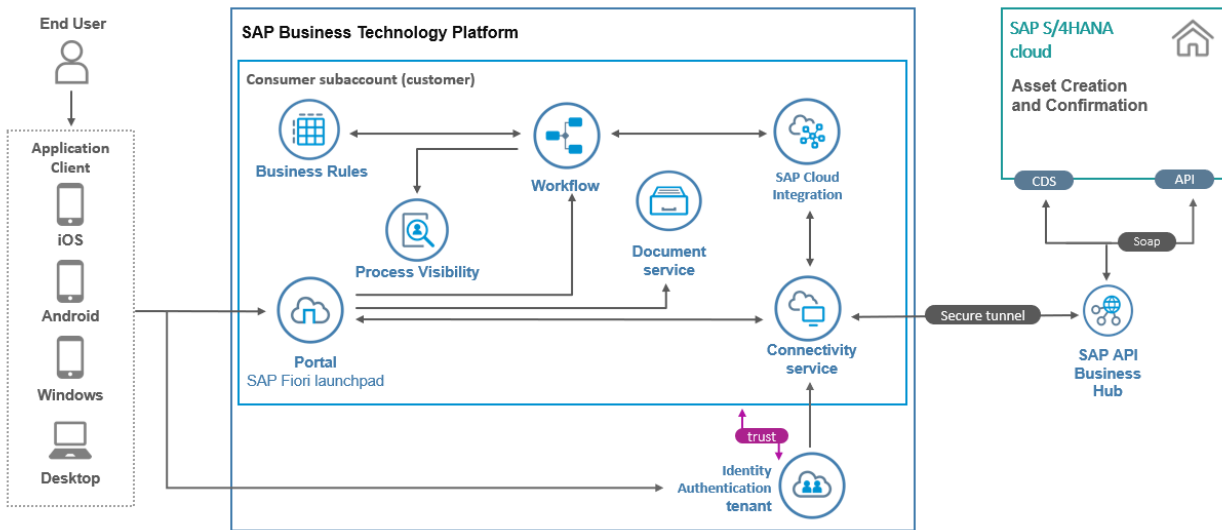 End User
Application
Client
iOS
Android
Windows
Desktop
SAP Business Technology Platform
Consumer subaccount (customer)
Business Rules
Workflow
SAP Cloud
Integration
Process Visibility
Document
service
Portal
SAP Fiori launchpad
Connectivity
service
trust
Identity
Authentication
tenant
Secure tunnel
SAP S/4HANA
cloud
Asset Creation
and Confirmation
CDS
API
Soap
SAP API
Business
Hub